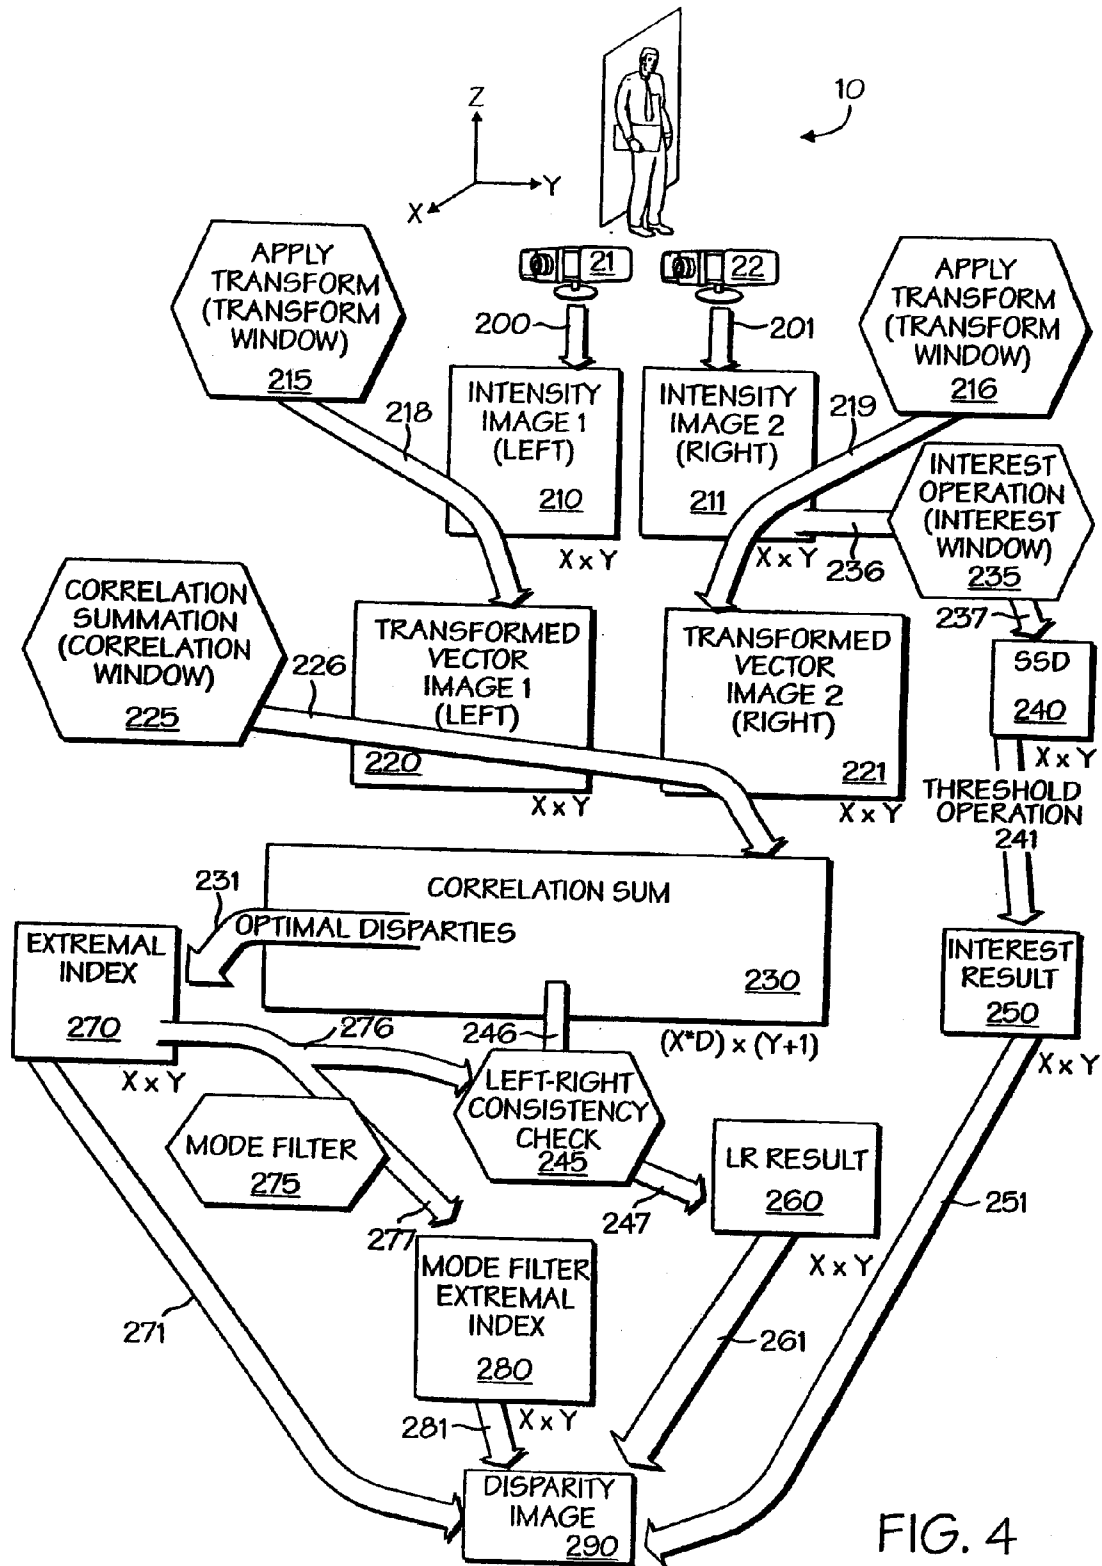 10
Z
Y
X
21
22
200
201
APPLY
TRANSFORM
(TRANSFORM
WINDOW)
215
218
INTENSITY
IMAGE 1
(LEFT)
210
X x Y
INTENSITY
IMAGE 2
(RIGHT)
211
X x Y
219
APPLY
TRANSFORM
(TRANSFORM
WINDOW)
216
INTEREST
OPERATION
(INTEREST
WINDOW)
235
236
237
SSD
240
X x Y
THRESHOLD
OPERATION
241
CORRELATION
SUMMATION
(CORRELATION
WINDOW)
225
226
TRANSFORMED
VECTOR
IMAGE 1
(LEFT)
220
X x Y
TRANSFORMED
VECTOR
IMAGE 2
(RIGHT)
221
X x Y
CORRELATION SUM
231
OPTIMAL DISPARTIES
230
(X*D) x (Y+1)
EXTREMAL
INDEX
270
X x Y
INTEREST
RESULT
250
X x Y
276
246
LEFT-RIGHT
CONSISTENCY
CHECK
245
MODE FILTER
275
277
247
LR RESULT
260
X x Y
251
271
MODE FILTER
EXTREMAL
INDEX
280
X x Y
261
281
DISPARITY
IMAGE
290
FIG. 4